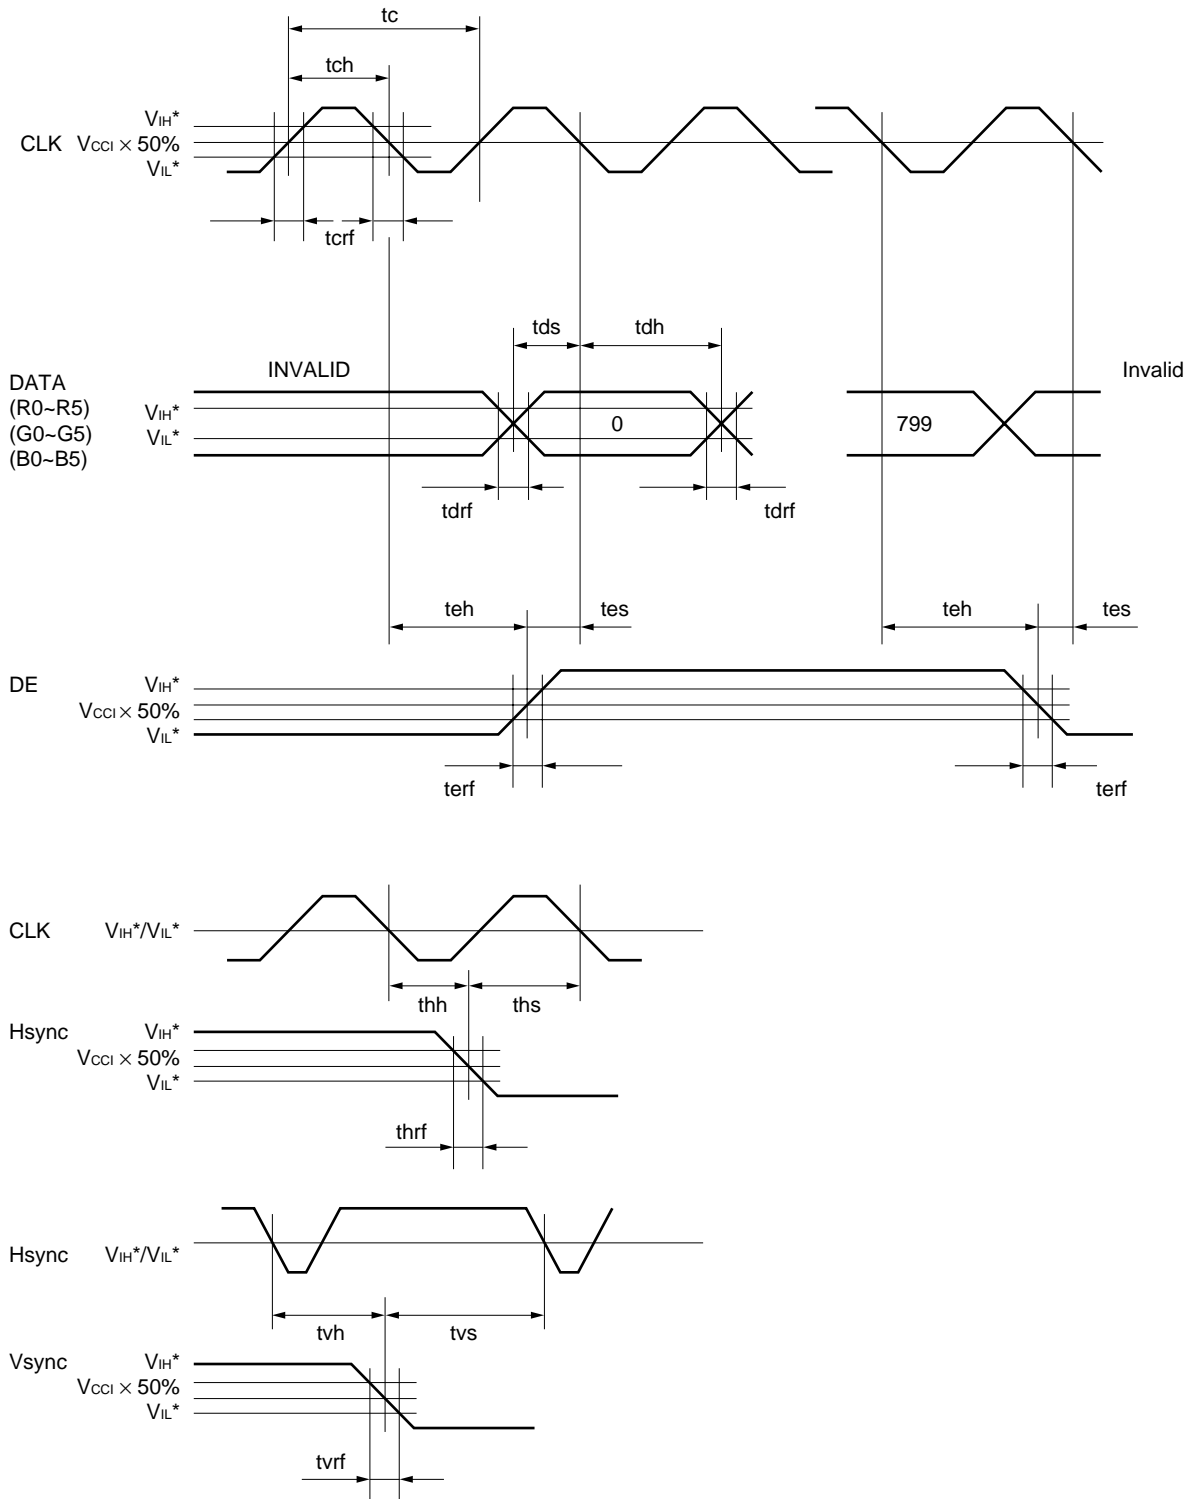 tc
tch
VIH*
CLK VCCI × 50%
VIL*
tcrf
tds tdh
INVALID Invalid
DATA
(R0~R5) VIH*
(G0~G5) VIL* 0 799
(B0~B5)
tdrf tdrf
teh tes teh tes
DE VIH*
VCCI × 50%
VIL*
terf terf
CLK VIH*/VIL*
thh ths
Hsync VIH*
VCCI × 50%
VIL*
thrf
Hsync VIH*/VIL*
tvh tvs
Vsync VIH*
VCCI × 50%
VIL*
tvrf